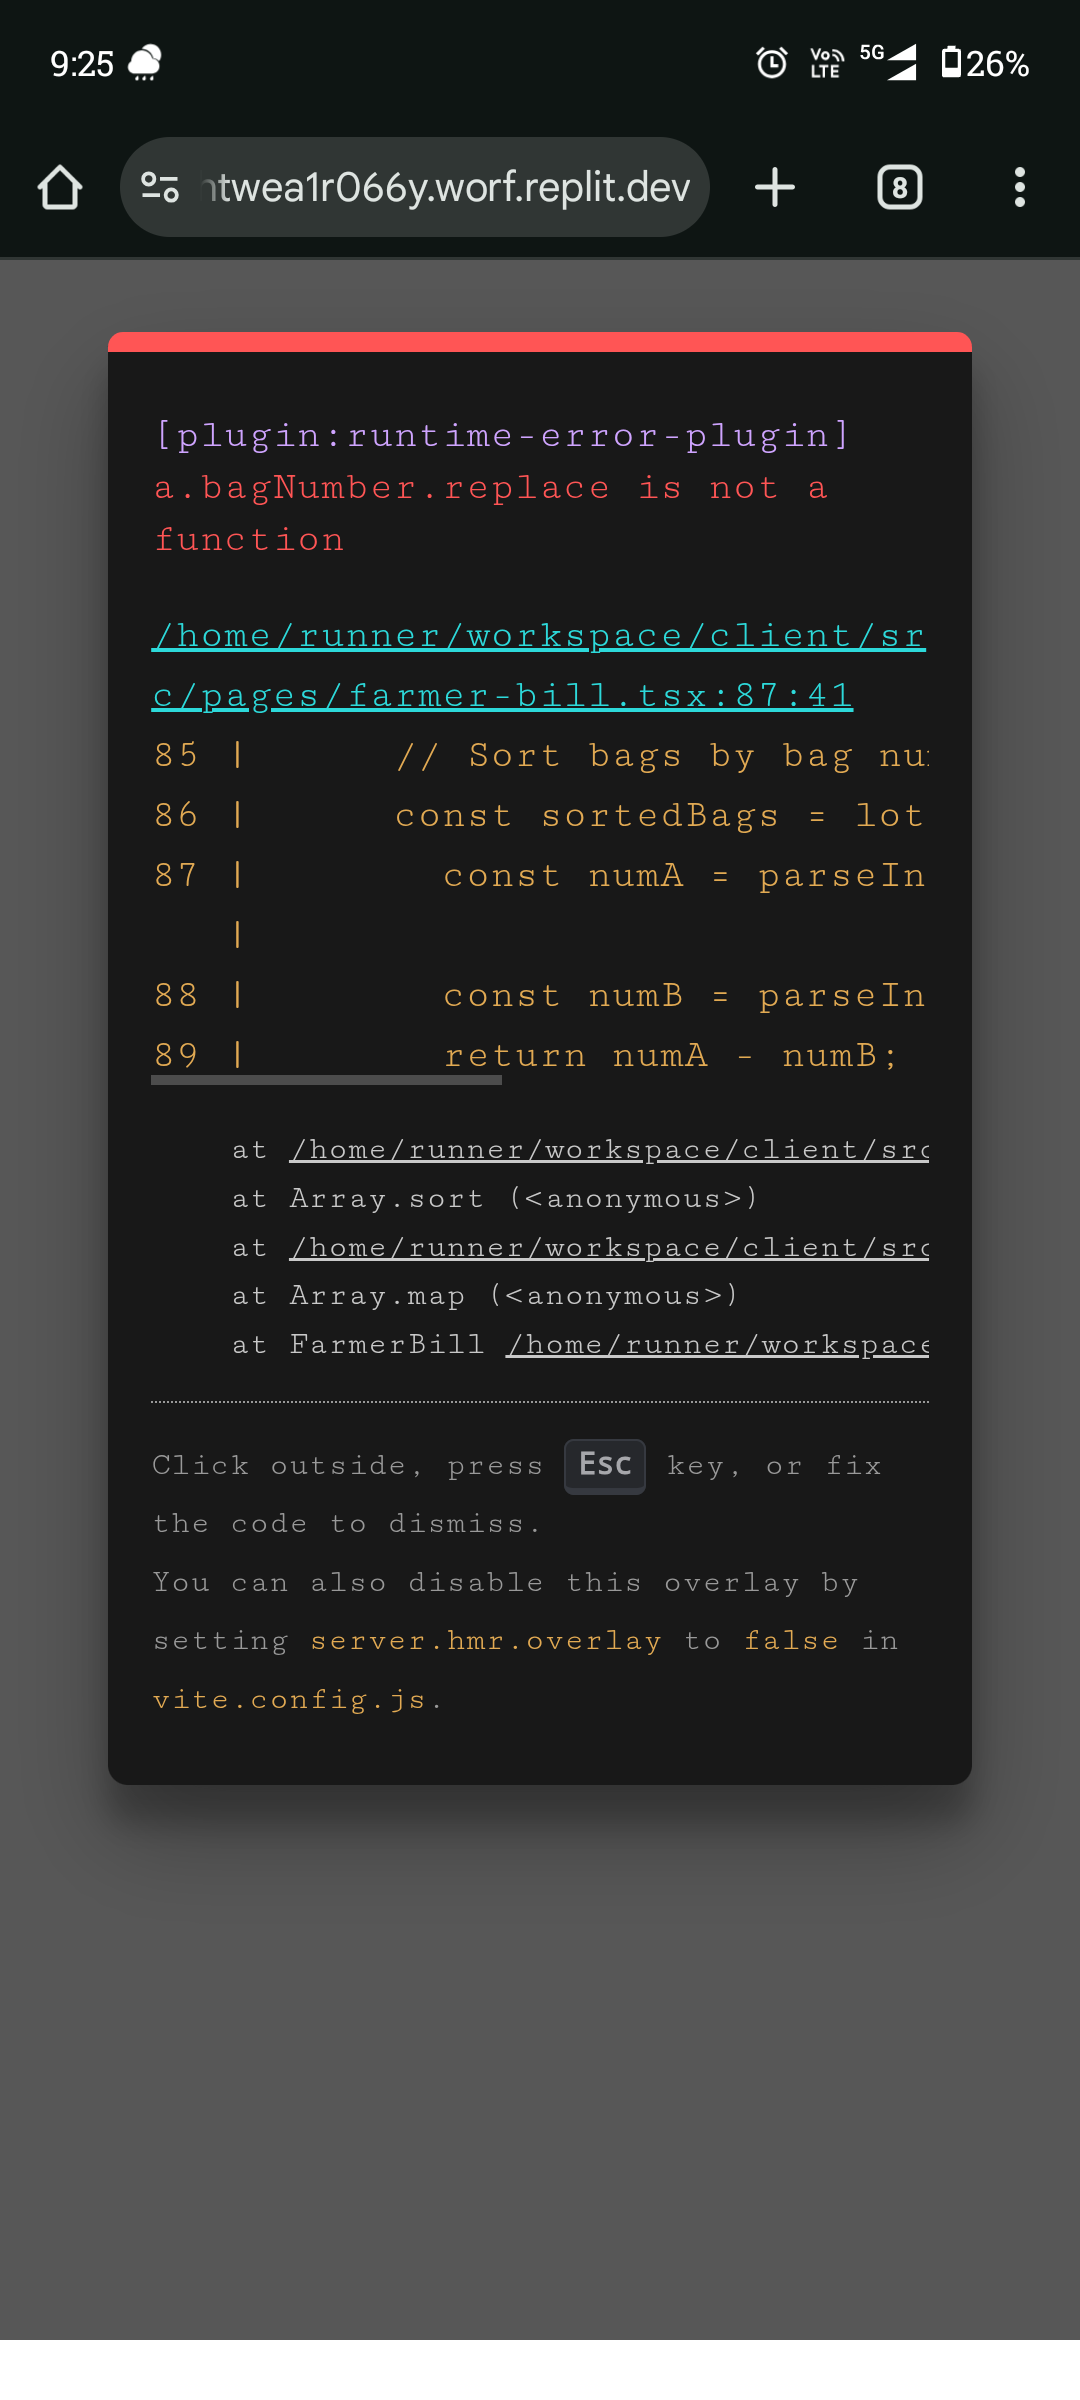 9:25 Vo LTE 5G 26%
twea1r066y.worf.replit.dev 8
[plugin:runtime-error-plugin]
a.bagNumber.replace is not a
function
/home/runner/workspace/client/sr
c/pages/farmer-bill.tsx:87:41
85 | // Sort bags by bag nu
86 | const sortedBags = lot
87 | const numA = parseIn
|
88 | const numB = parseIn
89 | return numA - numB;
at /home/runner/workspace/client/src
at Array.sort (<anonymous>)
at /home/runner/workspace/client/src
at Array.map (<anonymous>)
at FarmerBill /home/runner/workspace
Click outside, press Esc key, or fix
the code to dismiss.
You can also disable this overlay by
setting server.hmr.overlay to false in
vite.config.js.